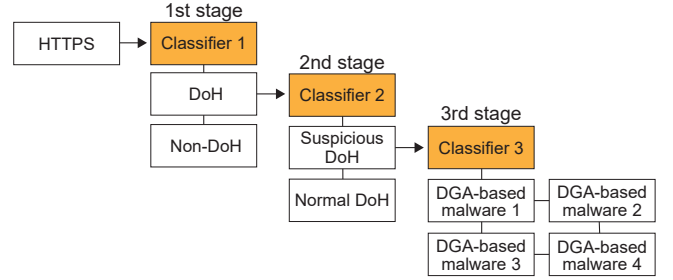 1st stage
HTTPS
Classifier 1
DoH
Non-DoH
2nd stage
Classifier 2
Suspicious
DoH
Normal DoH
3rd stage
Classifier 3
DGA-based
malware 1
DGA-based
malware 2
DGA-based
malware 3
DGA-based
malware 4